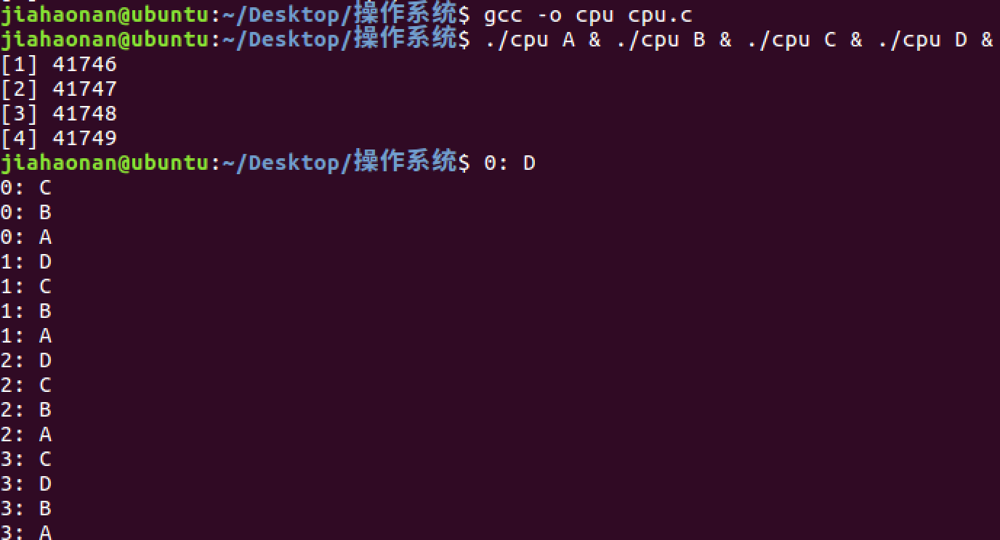 jiahaonan@ubuntu:~/Desktop/操作系统$ gcc -o cpu cpu.c
jiahaonan@ubuntu:~/Desktop/操作系统$ ./cpu A & ./cpu B & ./cpu C & ./cpu D &
[1] 41746
[2] 41747
[3] 41748
[4] 41749
jiahaonan@ubuntu:~/Desktop/操作系统$ 0: D
0: C
0: B
0: A
1: D
1: C
1: B
1: A
2: D
2: C
2: B
2: A
3: C
3: D
3: B
3: A